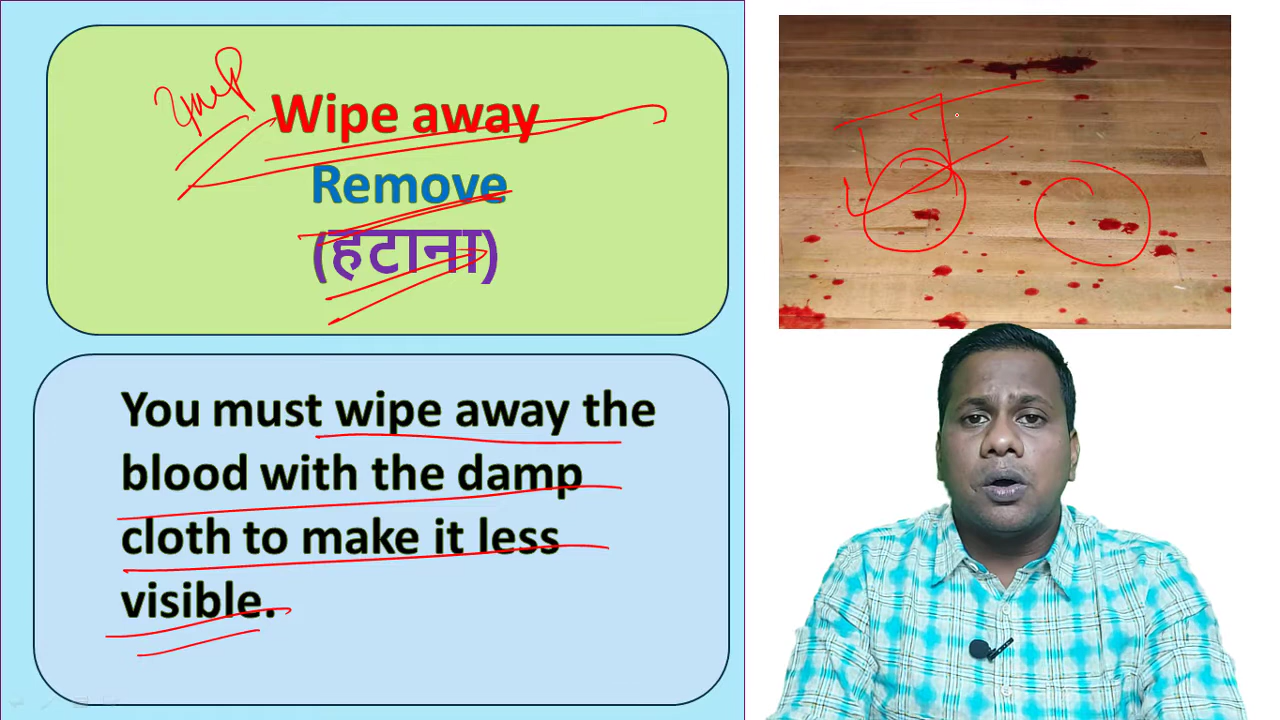 Wipe away
Remove
(हटाना)
You must wipe away the
blood with the damp
cloth to make it less
visible.